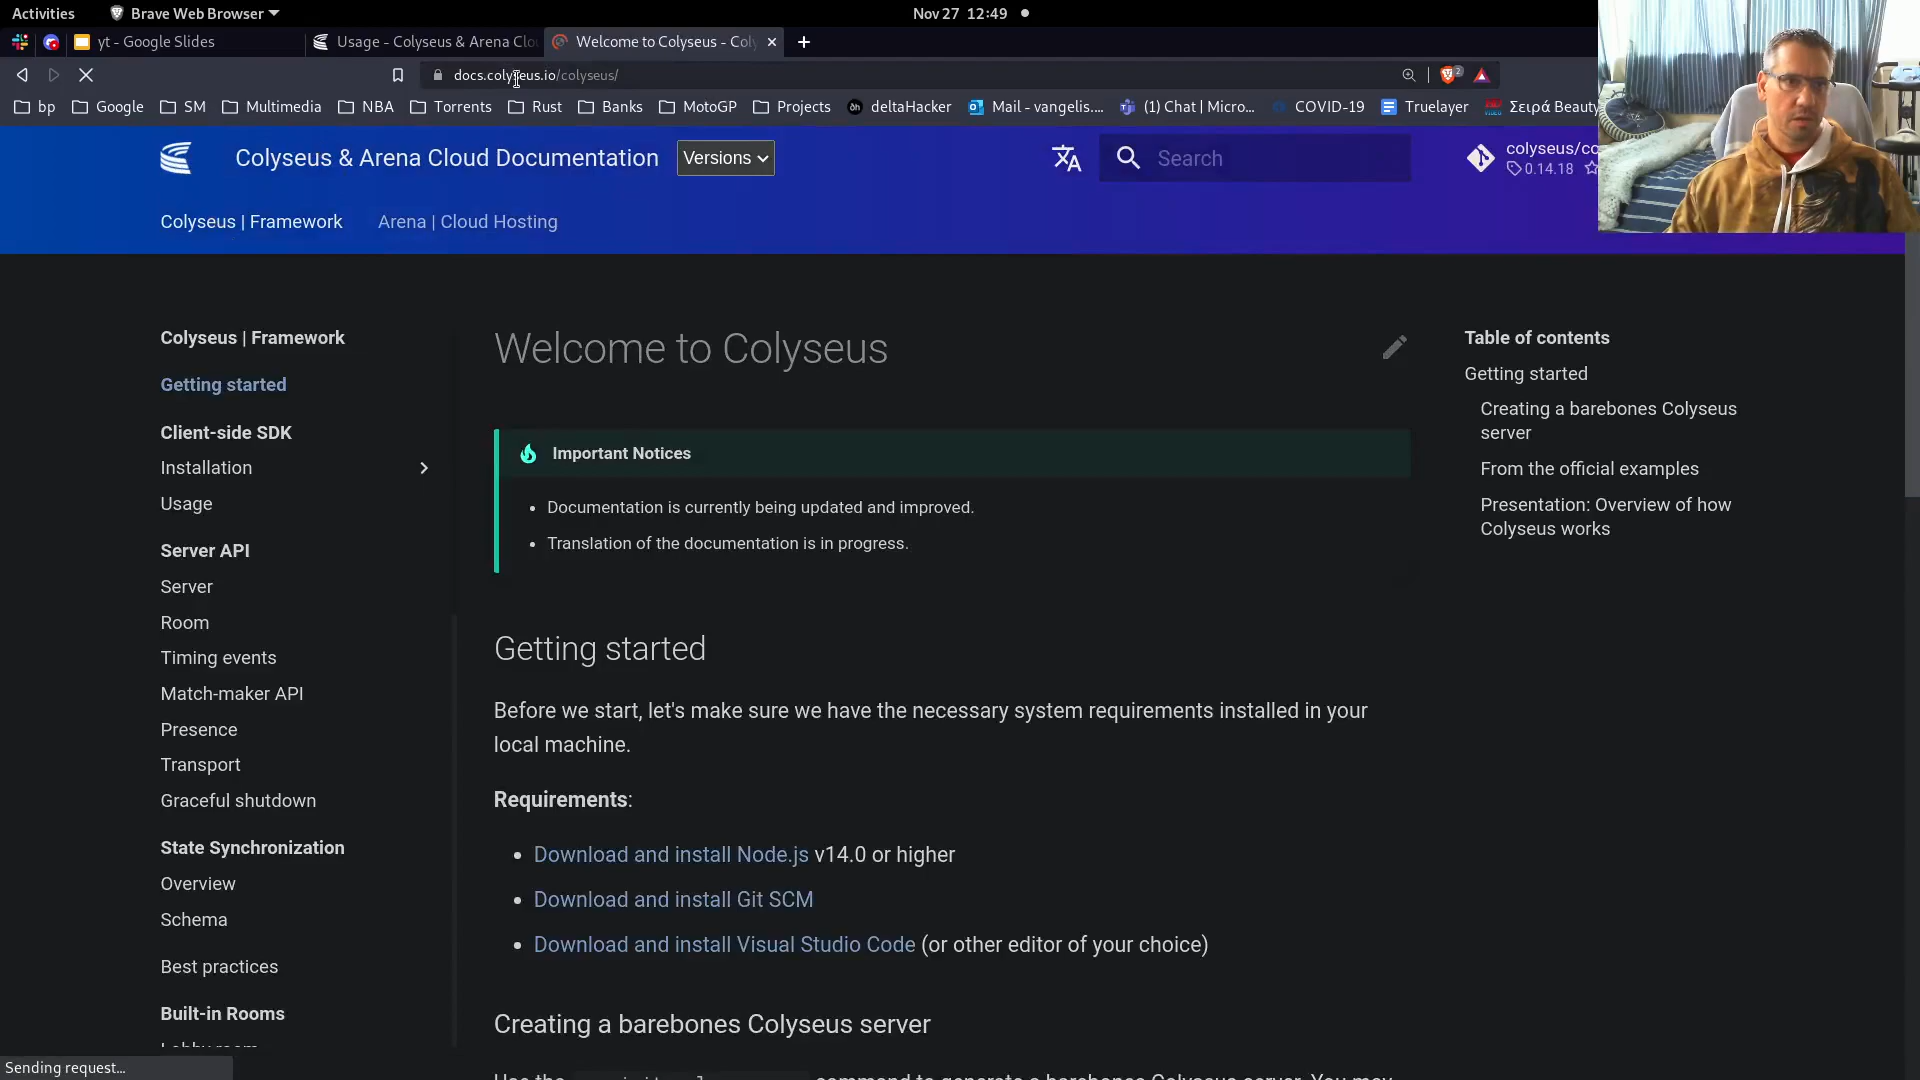 Activities
Brave Web Browser
Nov 27 12:49
yt - Google Slides
Usage - Colyseus & Arena Clo
Welcome to Colyseus - Col
docs.colyseus.io/colyseus/
2
bp
Google
SM
Multimedia
NBA
Torrents
Rust
Banks
MotoGP
Projects
deltaHacker
Mail - vangelis....
(1) Chat | Micro...
COVID-19
Truelayer
Σειρά Beauty
Colyseus & Arena Cloud Documentation
Versions
Search
colyseus/co
0.14.18
Colyseus | Framework
Arena | Cloud Hosting
Colyseus | Framework
Getting started
Client-side SDK
Installation
Usage
Server API
Server
Room
Timing events
Match-maker API
Presence
Transport
Graceful shutdown
State Synchronization
Overview
Schema
Best practices
Built-in Rooms
Welcome to Colyseus
Important Notices
• Documentation is currently being updated and improved.
• Translation of the documentation is in progress.
Getting started
Before we start, let's make sure we have the necessary system requirements installed in your
local machine.
Requirements:
• Download and install Node.js v14.0 or higher
• Download and install Git SCM
• Download and install Visual Studio Code (or other editor of your choice)
Creating a barebones Colyseus server
Table of contents
Getting started
Creating a barebones Colyseus
server
From the official examples
Presentation: Overview of how
Colyseus works
Sending request...